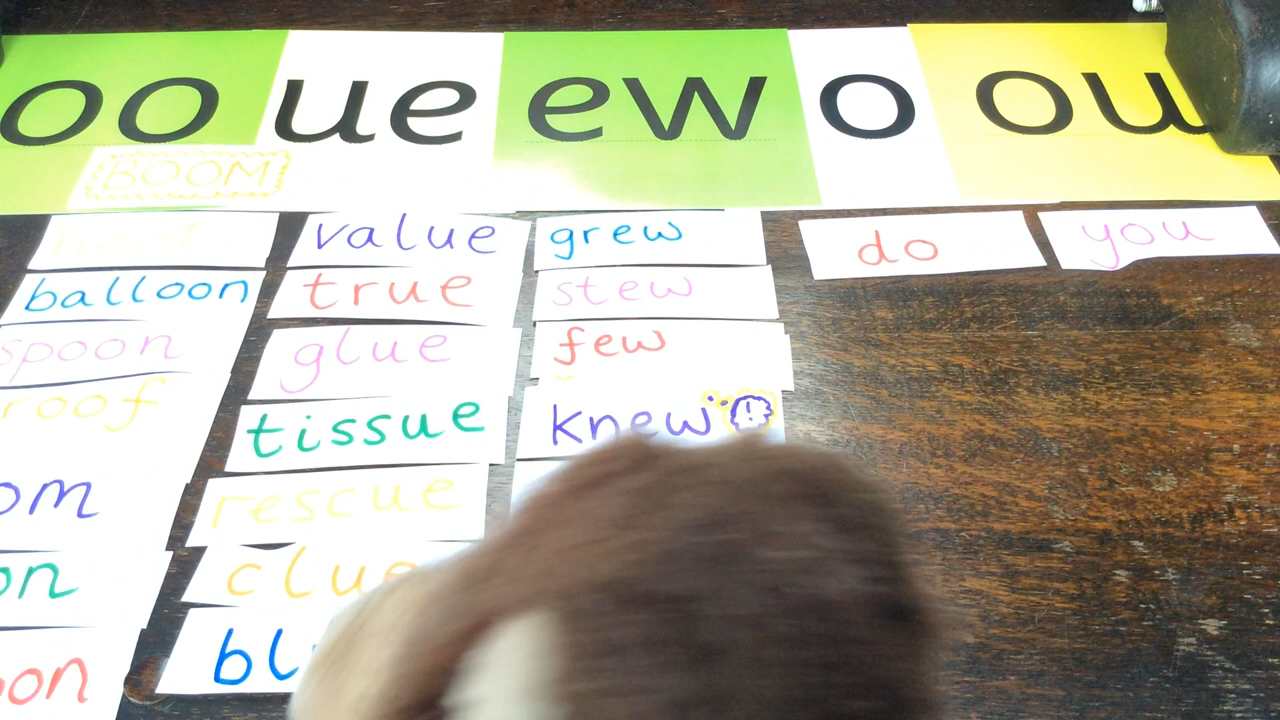 oo ue ew o ou
BOOM
value grew do you
balloon true stew
spoon glue few
roof tissue knew !
rescue